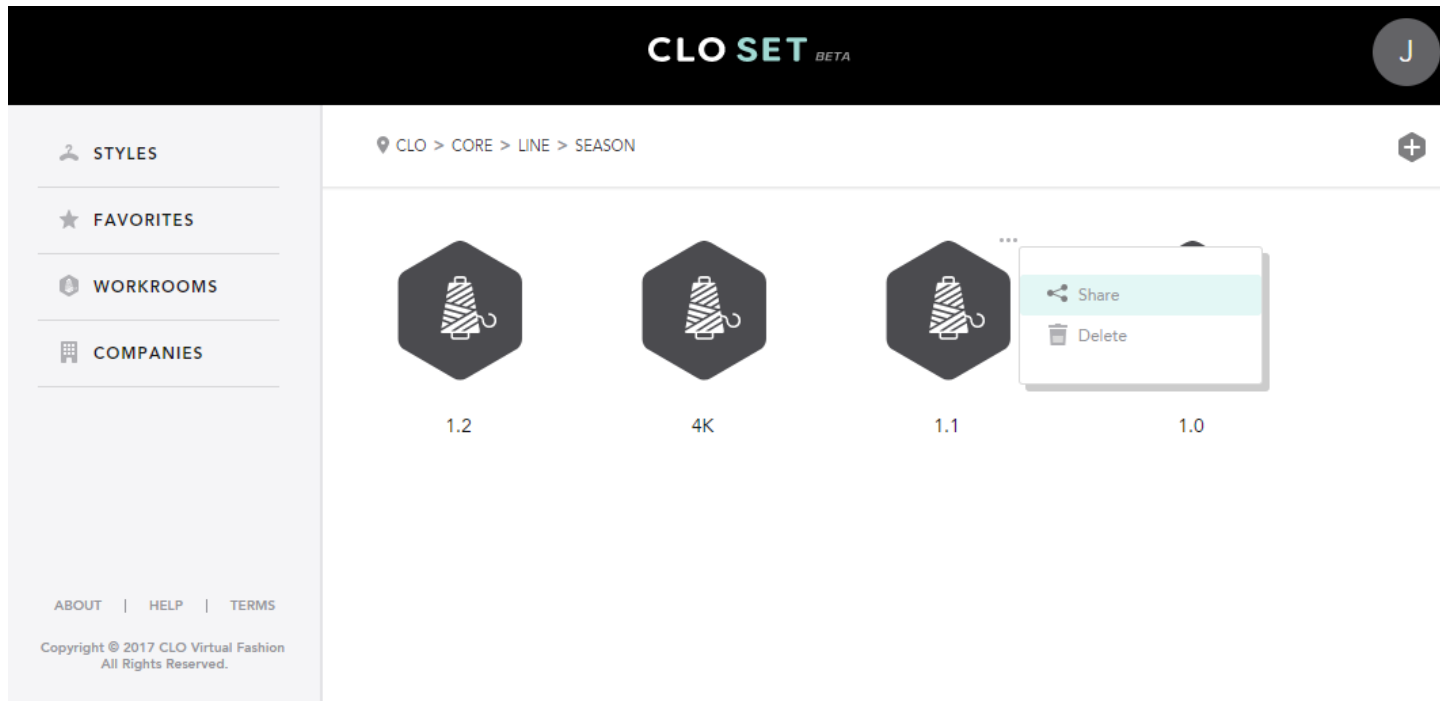 CLO SET BETA
J
STYLES
FAVORITES
WORKROOMS
COMPANIES
ABOUT | HELP | TERMS
Copyright © 2017 CLO Virtual Fashion
All Rights Reserved.
CLO > CORE > LINE > SEASON
Share
Delete
1.2
4K
1.1
1.0